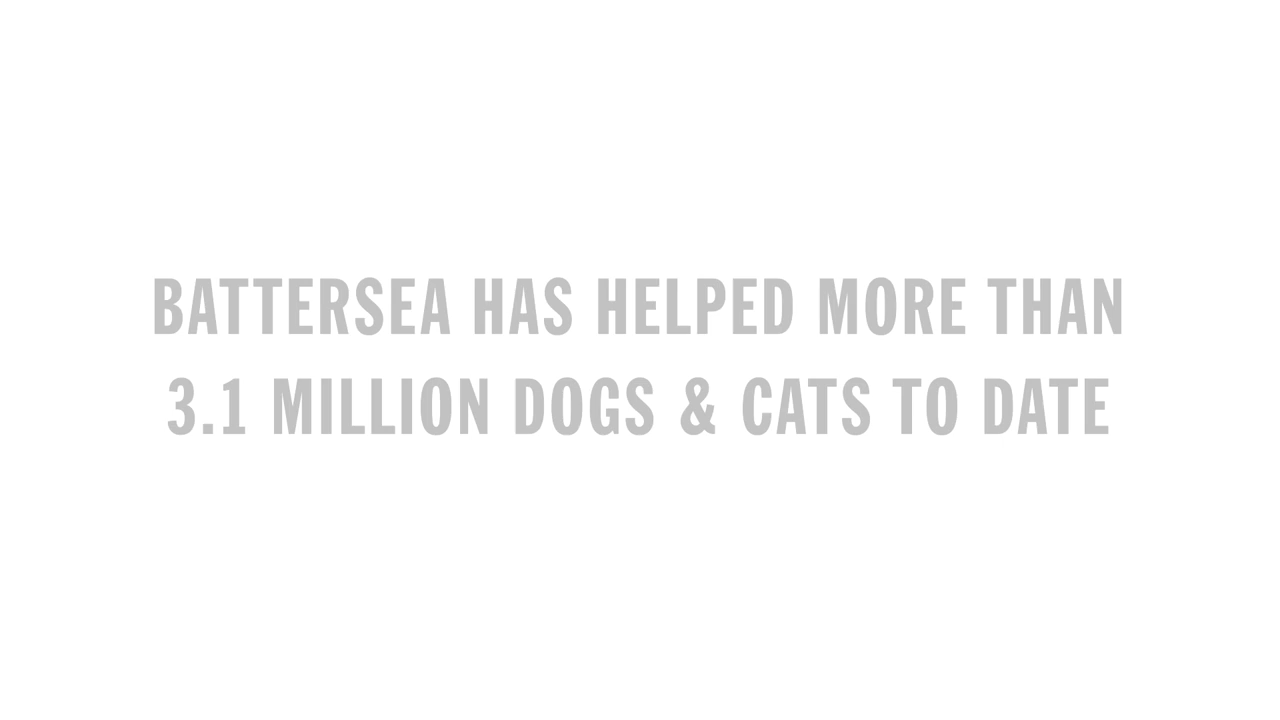 BATTERSEA HAS HELPED MORE THAN
3.1 MILLION DOGS & CATS TO DATE